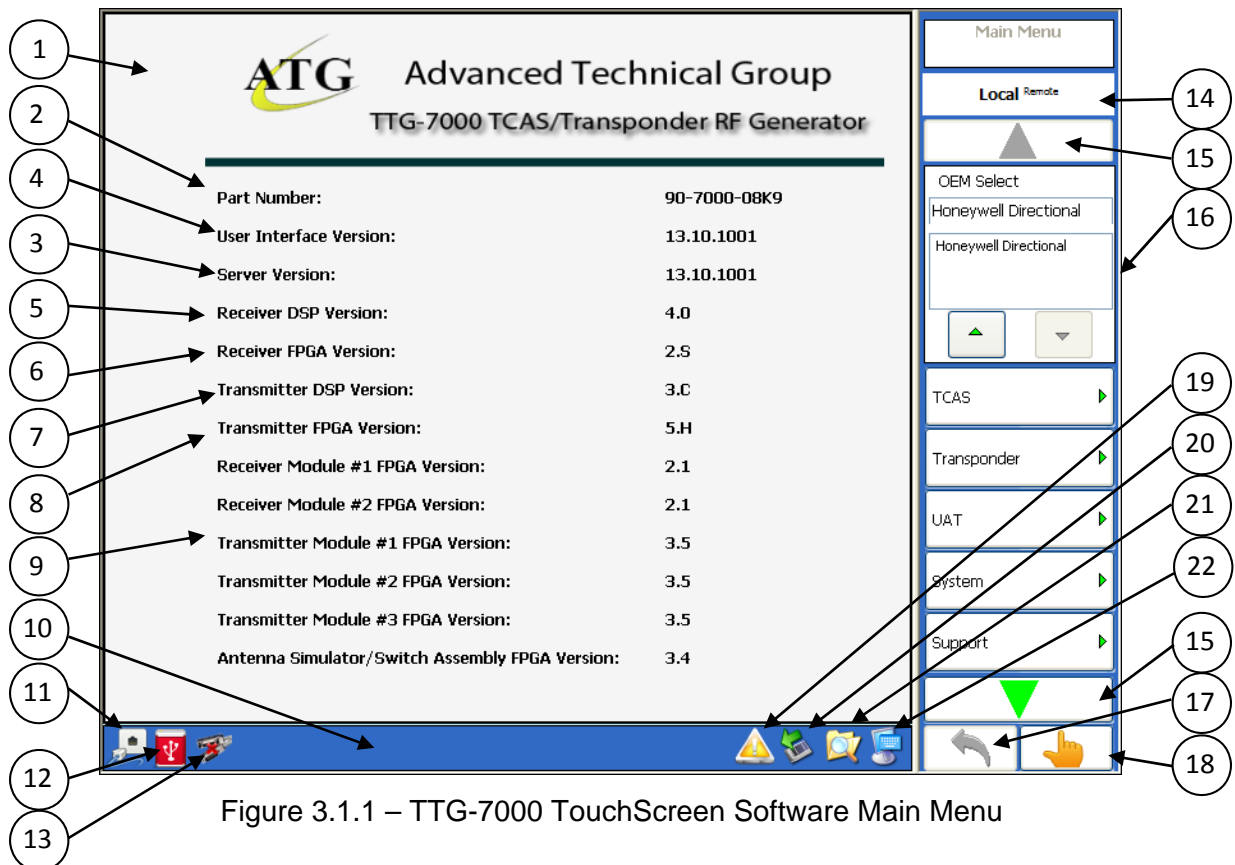 1
2
4
3
5
6
7
8
9
10
11
12
13
ATG Advanced Technical Group
TTG-7000 TCAS/Transponder RF Generator
Part Number: 90-7000-08K9
User Interface Version: 13.10.1001
Server Version: 13.10.1001
Receiver DSP Version: 4.0
Receiver FPGA Version: 2.S
Transmitter DSP Version: 3.C
Transmitter FPGA Version: 5.H
Receiver Module #1 FPGA Version: 2.1
Receiver Module #2 FPGA Version: 2.1
Transmitter Module #1 FPGA Version: 3.5
Transmitter Module #2 FPGA Version: 3.5
Transmitter Module #3 FPGA Version: 3.5
Antenna Simulator/Switch Assembly FPGA Version: 3.4
Main Menu
Local Remote
OEM Select
Honeywell Directional
Honeywell Directional
TCAS
Transponder
UAT
System
Support
14
15
16
19
20
21
22
15
17
18
Figure 3.1.1 – TTG-7000 TouchScreen Software Main Menu